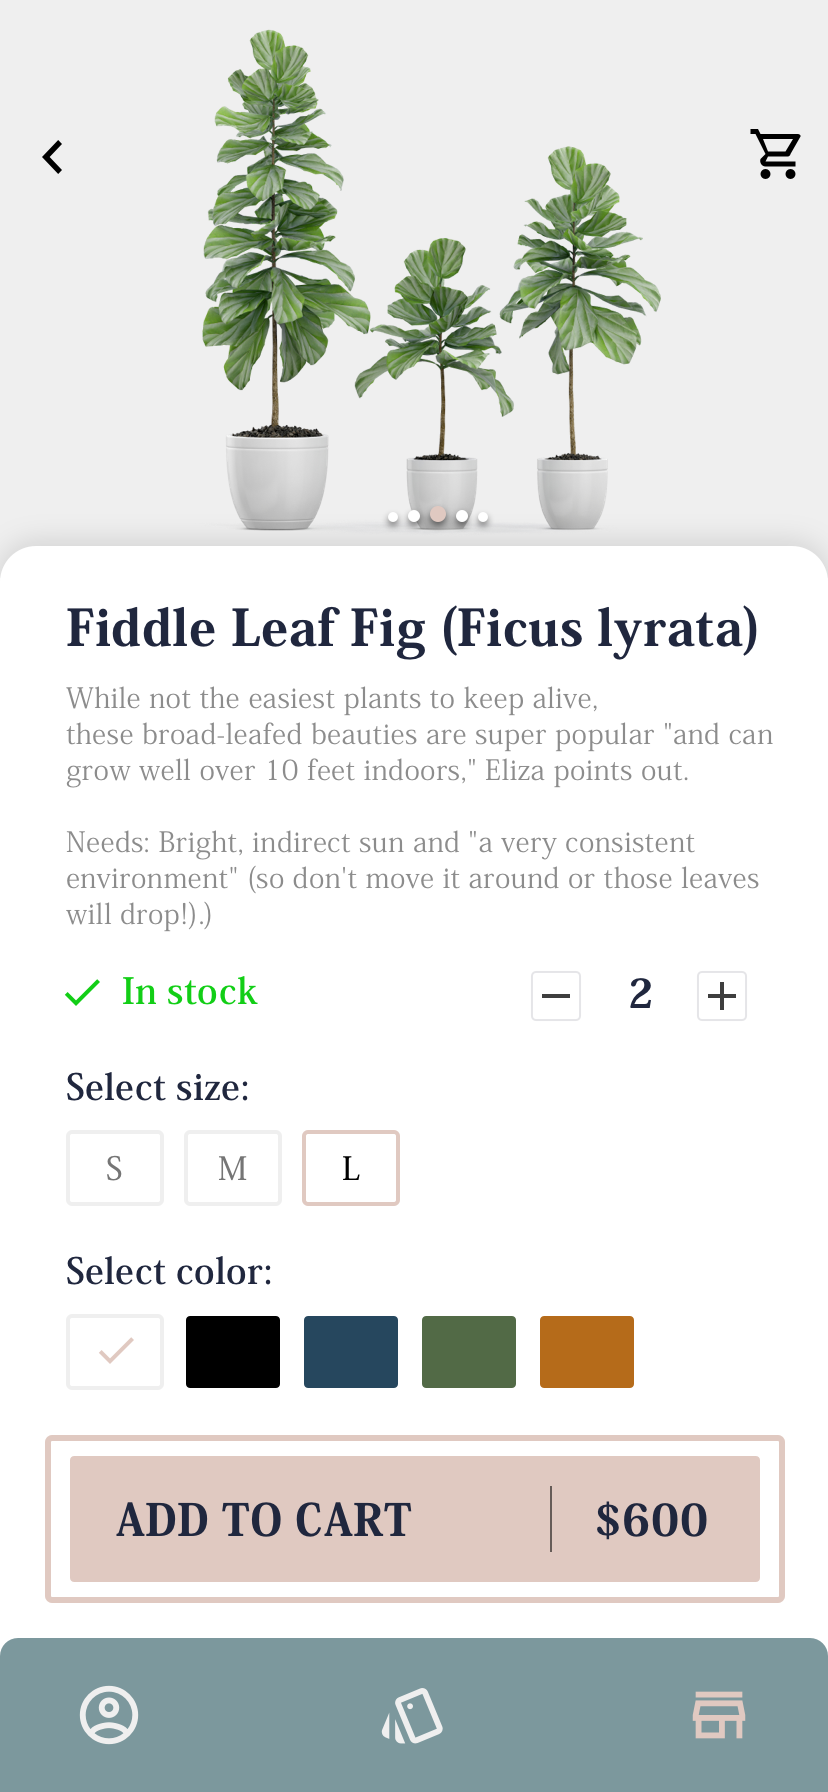 Fiddle Leaf Fig (Ficus lyrata)
While not the easiest plants to keep alive,
these broad-leafed beauties are super popular "and can
grow well over 10 feet indoors," Eliza points out.
Needs: Bright, indirect sun and "a very consistent
environment" (so don't move it around or those leaves
will drop!).)
In stock
2
Select size:
S M L
Select color:
ADD TO CART $600